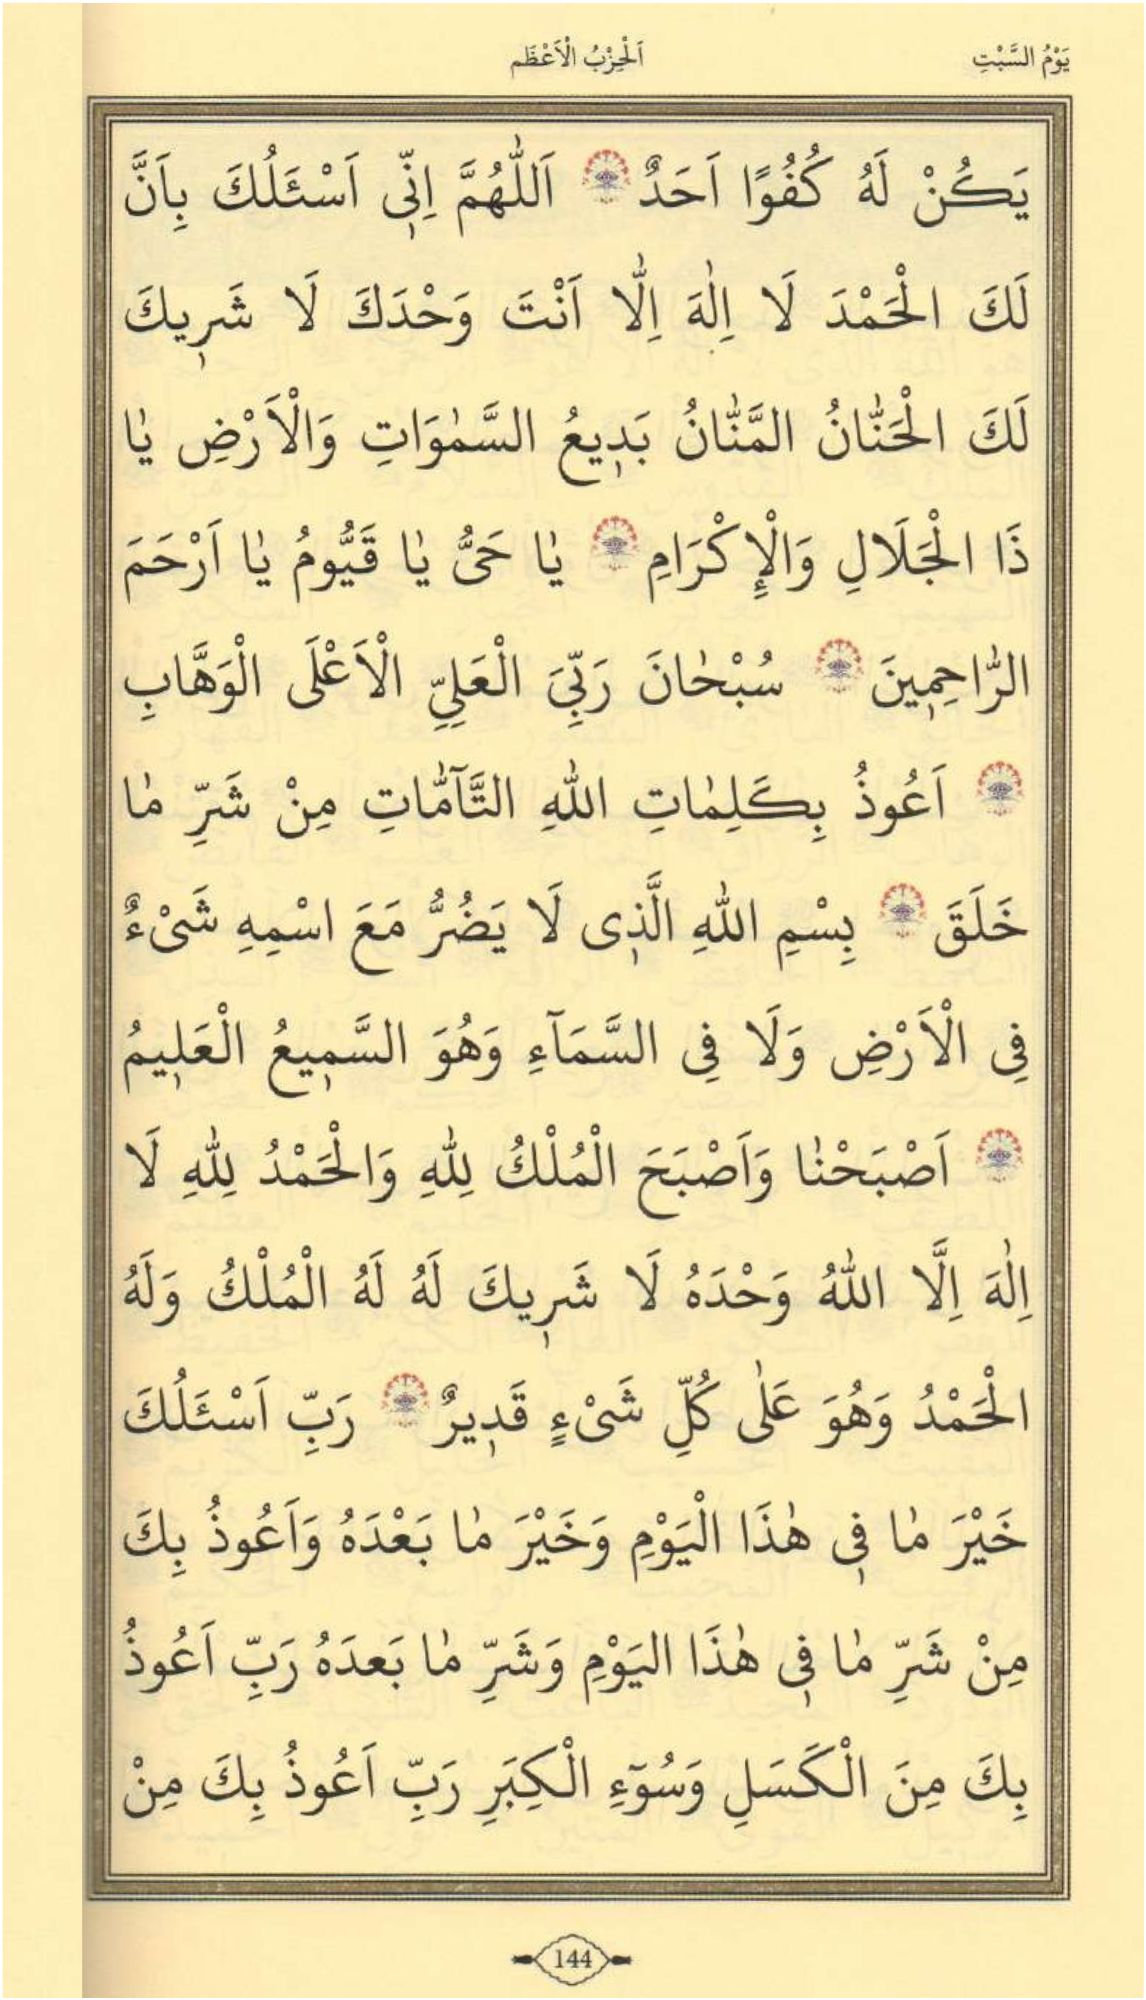 يَوْمُ السَّبْتِ
اَلْحِزْبُ الْاَعْظَم
يَكُنْ لَهُ كُفُوًا اَحَدٌ اَللّٰهُمَّ اِنّٖى اَسْئَلُكَ بِاَنَّ
لَكَ الْحَمْدَ لَا اِلٰهَ اِلَّا اَنْتَ وَحْدَكَ لَا شَرٖيكَ
لَكَ الْحَنَّانُ الْمَنَّانُ بَدٖيعُ السَّمٰوَاتِ وَالْاَرْضِ يَا
ذَا الْجَلَالِ وَالْاِكْرَامِ يَا حَىُّ يَا قَيُّومُ يَا اَرْحَمَ
الرَّاحِمٖينَ سُبْحَانَ رَبِّىَ الْعَلِيِّ الْاَعْلَى الْوَهَّابِ
اَعُوذُ بِكَلِمَاتِ اللّٰهِ التَّآمَّاتِ مِنْ شَرِّ مَا
خَلَقَ بِسْمِ اللّٰهِ الَّذٖى لَا يَضُرُّ مَعَ اسْمِهِ شَىْءٌ
فِى الْاَرْضِ وَلَا فِى السَّمَآءِ وَهُوَ السَّمٖيعُ الْعَلٖيمُ
اَصْبَحْنَا وَاَصْبَحَ الْمُلْكُ لِلّٰهِ وَالْحَمْدُ لِلّٰهِ لَا
اِلٰهَ اِلَّا اللّٰهُ وَحْدَهُ لَا شَرٖيكَ لَهُ لَهُ الْمُلْكُ وَلَهُ
الْحَمْدُ وَهُوَ عَلٰى كُلِّ شَىْءٍ قَدٖيرٌ رَبِّ اَسْئَلُكَ
خَيْرَ مَا فٖى هٰذَا الْيَوْمِ وَخَيْرَ مَا بَعْدَهُ وَاَعُوذُ بِكَ
مِنْ شَرِّ مَا فٖى هٰذَا اليَوْمِ وَشَرِّ مَا بَعدَهُ رَبِّ اَعُوذُ
بِكَ مِنَ الْكَسَلِ وَسُوٓءِ الْكِبَرِ رَبِّ اَعُوذُ بِكَ مِنْ
144